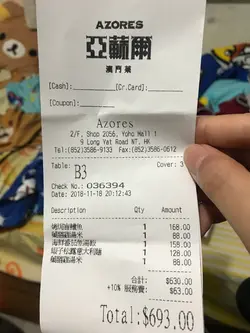 AZORES
亞蘇爾
澳門菜
[Cash]:
[Cr.Card]:
[Coupon]:
Azores
2/F. Shop 2056, Yoho Mall 1
9 Long Yat Road NT. HK
Tel:(852)3586-9133 Fax:(852)3586-0612
Table: B3 Cover: 3
Check No.: 036394
Date: 2018-11-18 20:12:43
Description Qty Amount
1 168.00
1 88.00
1 158.00
1 128.00
1 88.00
合計: $630.00
+10% 服務費: $63.00
Total:$693.00